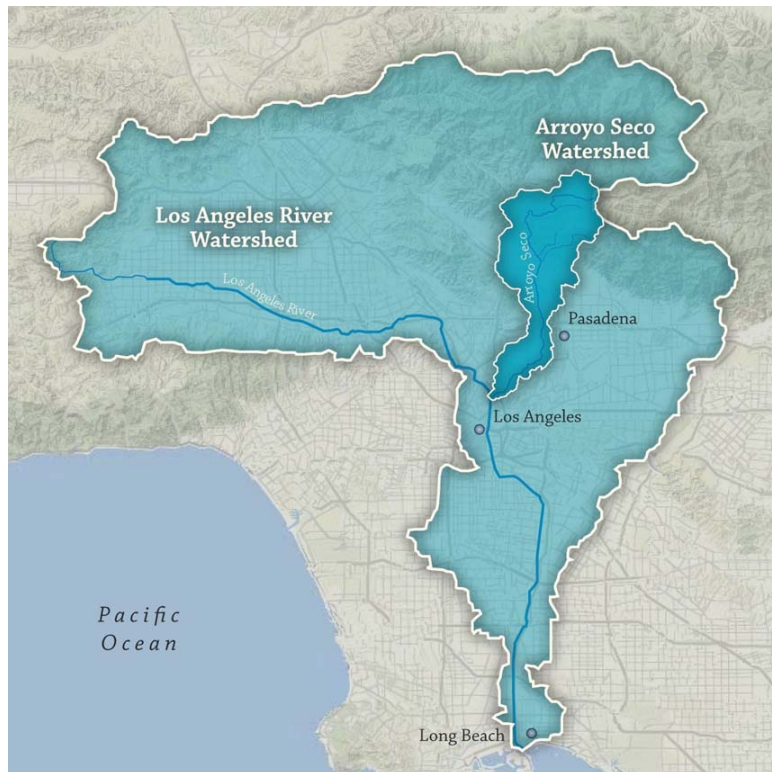 Arroyo Seco
Watershed
Los Angeles River
Watershed
Arroyo Seco
Los Angeles River
Pasadena
Los Angeles
Pacific
Ocean
Long Beach